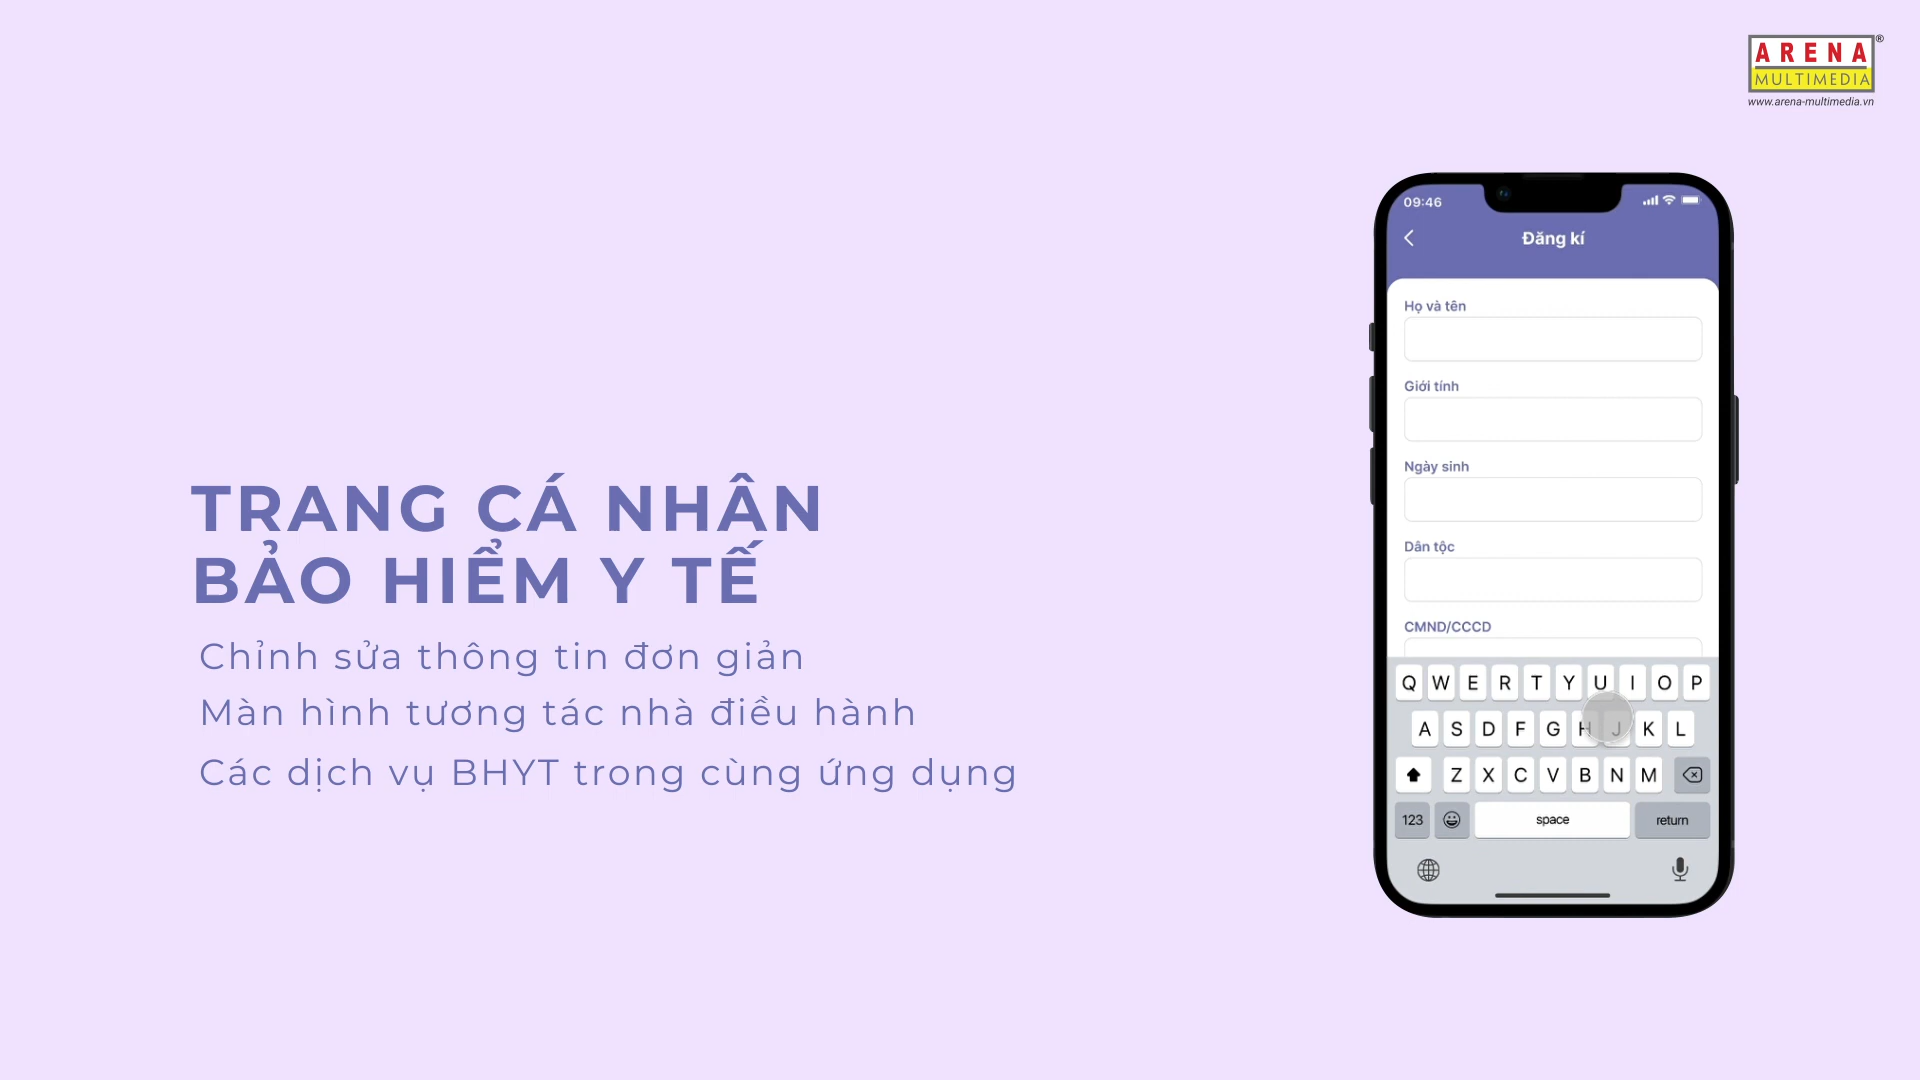 ARENA®
MULTIMEDIA
www.arena-multimedia.vn
TRANG CÁ NHÂN
BẢO HIỂM Y TẾ
Chỉnh sửa thông tin đơn giản
Màn hình tương tác nhà điều hành
Các dịch vụ BHYT trong cùng ứng dụng
09:46
Đăng kí
Họ và tên
Giới tính
Ngày sinh
Dân tộc
CMND/CCCD
Q W E R T Y U I O P
A S D F G H J K L
Z X C V B N M
123 space return